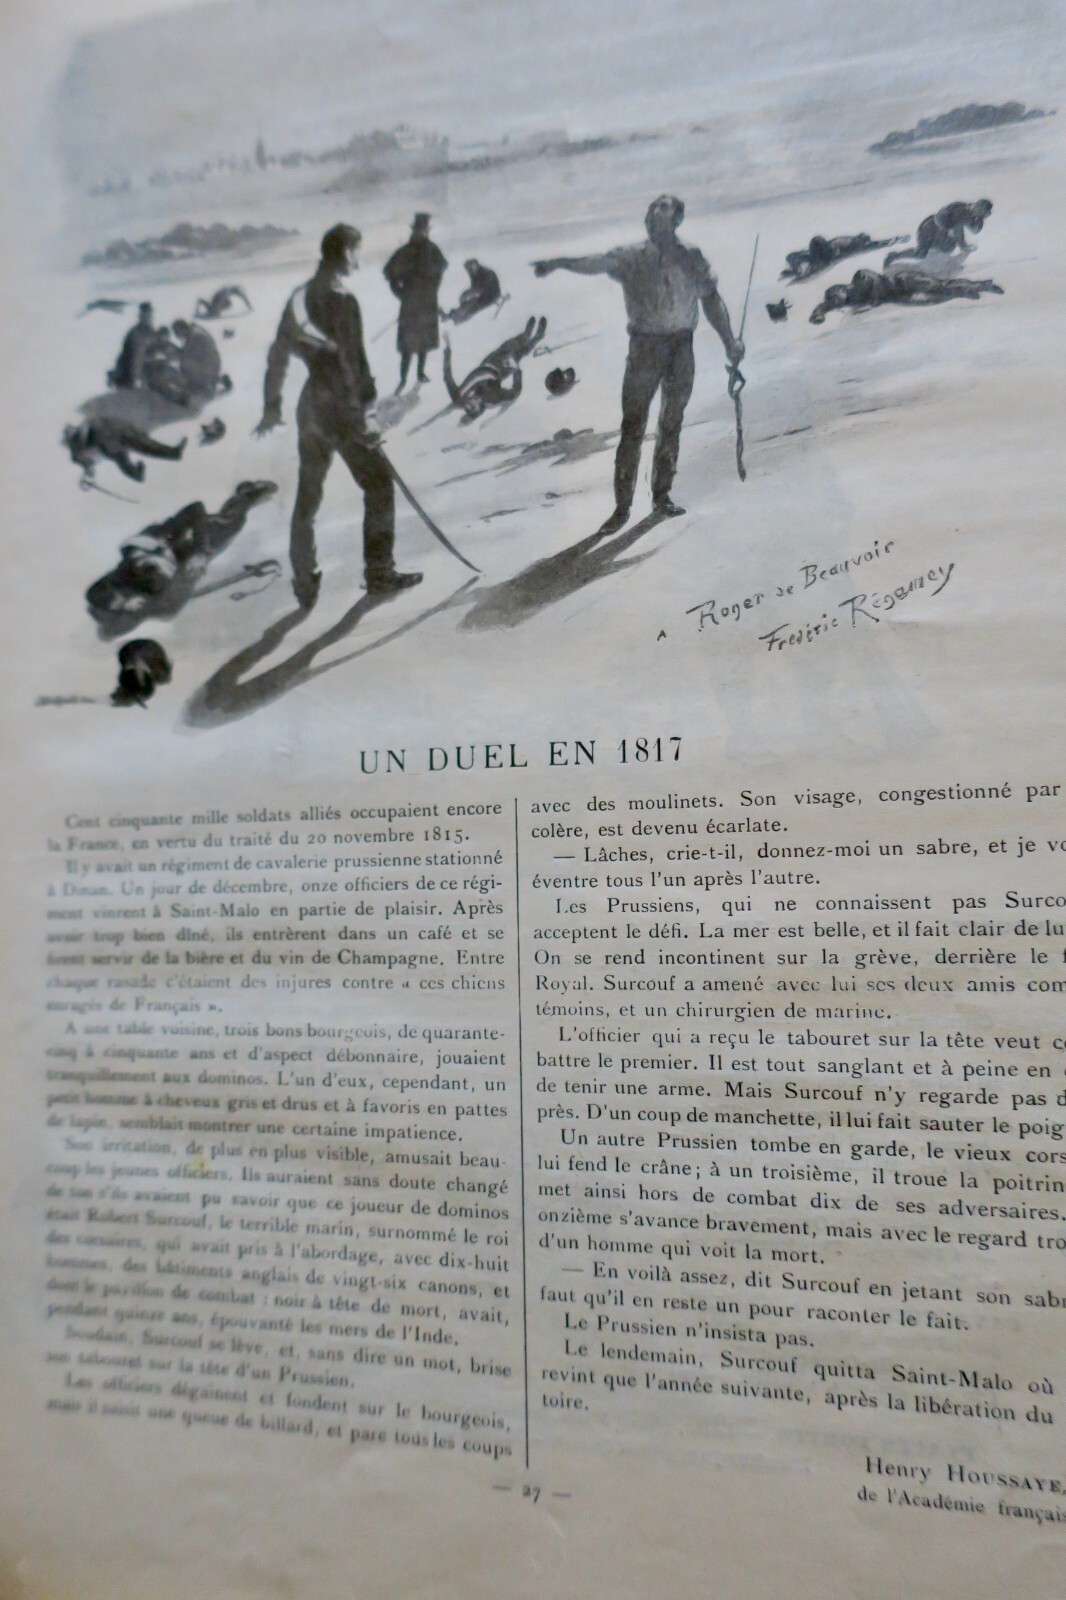 A Roger de Beauvoir
Frédéric Régamey
UN DUEL EN 1817
Cent cinquante mille soldats alliés occupaient encore
la France, en vertu du traité du 20 novembre 1815.
Il y avait un régiment de cavalerie prussienne stationné
à Dinan. Un jour de décembre, onze officiers de ce régi-
ment vinrent à Saint-Malo en partie de plaisir. Après
avoir trop bien dîné, ils entrèrent dans un café et se
firent servir de la bière et du vin de Champagne. Entre
chaque rasade c'étaient des injures contre « ces chiens
enragés de Français ».
A une table voisine, trois bons bourgeois, de quarante-
cinq à cinquante ans et d'aspect débonnaire, jouaient
tranquillement aux dominos. L'un d'eux, cependant, un
petit homme à cheveux gris et drus et à favoris en pattes
de lapin, semblait montrer une certaine impatience.
Son irritation, de plus en plus visible, amusait beau-
coup les jeunes officiers. Ils auraient sans doute changé
de ton s'ils avaient pu savoir que ce joueur de dominos
était Robert Surcouf, le terrible marin, surnommé le roi
des corsaires, qui avait pris à l'abordage, avec dix-huit
hommes, des bâtiments anglais de vingt-six canons, et
dont le pavillon de combat : noir à tête de mort, avait,
pendant quinze ans, épouvanté les mers de l'Inde.
Soudain, Surcouf se lève, et, sans dire un mot, brise
son tabouret sur la tête d'un Prussien.
Les officiers dégainent et fondent sur le bourgeois,
mais il saisit une queue de billard, et pare tous les coups
avec des moulinets. Son visage, congestionné par
colère, est devenu écarlate.
— Lâches, crie-t-il, donnez-moi un sabre, et je
éventre tous l'un après l'autre.
Les Prussiens, qui ne connaissent pas
acceptent le défi. La mer est belle, et il fait clair de
On se rend incontinent sur la grève, derrière le
Royal. Surcouf a amené avec lui ses deux amis
témoins, et un chirurgien de marine.
L'officier qui a reçu le tabouret sur la tête veut
battre le premier. Il est tout sanglant et à peine en
de tenir une arme. Mais Surcouf n'y regarde pas
près. D'un coup de manchette, il lui fait sauter le
Un autre Prussien tombe en garde, le vieux
lui fend le crâne; à un troisième, il troue la
met ainsi hors de combat dix de ses adversaires.
onzième s'avance bravement, mais avec le regard
d'un homme qui voit la mort.
— En voilà assez, dit Surcouf en jetant son
faut qu'il en reste un pour raconter le fait.
Le Prussien n'insista pas.
Le lendemain, Surcouf quitta Saint-Malo où
revint que l'année suivante, après la libération du
toire.
Henry HOUSSAYE,
de l'Académie
— 27 —